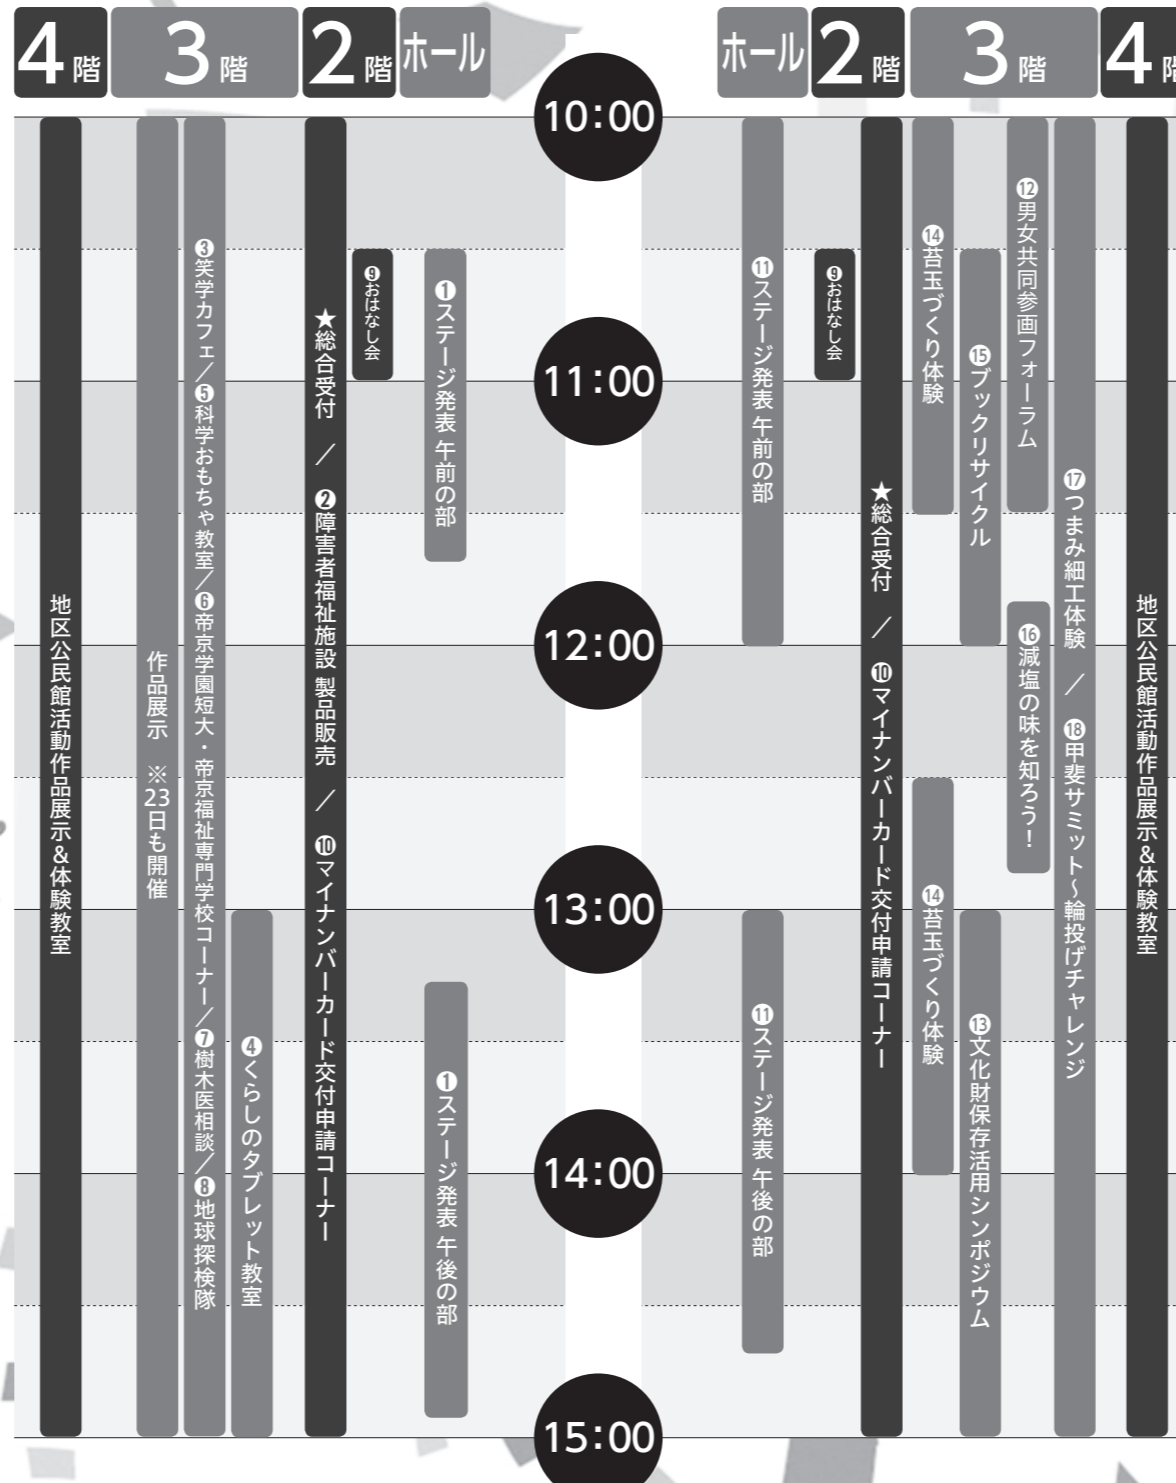 4階
3階
2階
ホール
ホール
2階
3階
4階
10:00
11:00
12:00
13:00
14:00
15:00
地区公民館活動作品展示&体験教室
作品展示 ※23日も開催
❸笑学カフェ/❺科学おもちゃ教室/❻帝京学園短大・帝京福祉専門学校コーナー/❼樹木医相談/❽地球探検隊
❹くらしのタブレット教室
★総合受付 / ❷障害者福祉施設 製品販売 / ❿マイナンバーカード交付申請コーナー
❾おはなし会
❶ステージ発表 午前の部
❶ステージ発表 午後の部
⓫ステージ発表 午前の部
⓫ステージ発表 午後の部
❾おはなし会
★総合受付 / ❿マイナンバーカード交付申請コーナー
⓮苔玉づくり体験
⓮苔玉づくり体験
⓯ブックリサイクル
⓭文化財保存活用シンポジウム
⓬男女共同参画フォーラム
⓰減塩の味を知ろう!
⓱つまみ細工体験 / ⓲甲斐サミット~輪投げチャレンジ
地区公民館活動作品展示&体験教室